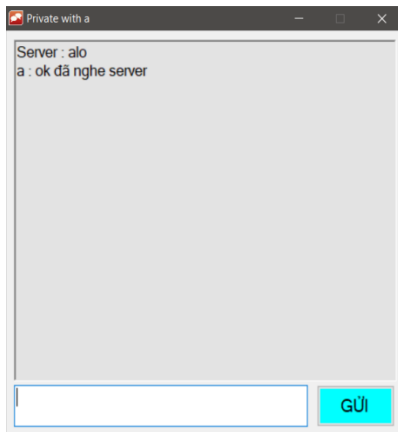 Private with a
Server : alo
a : ok đã nghe server
GỬI